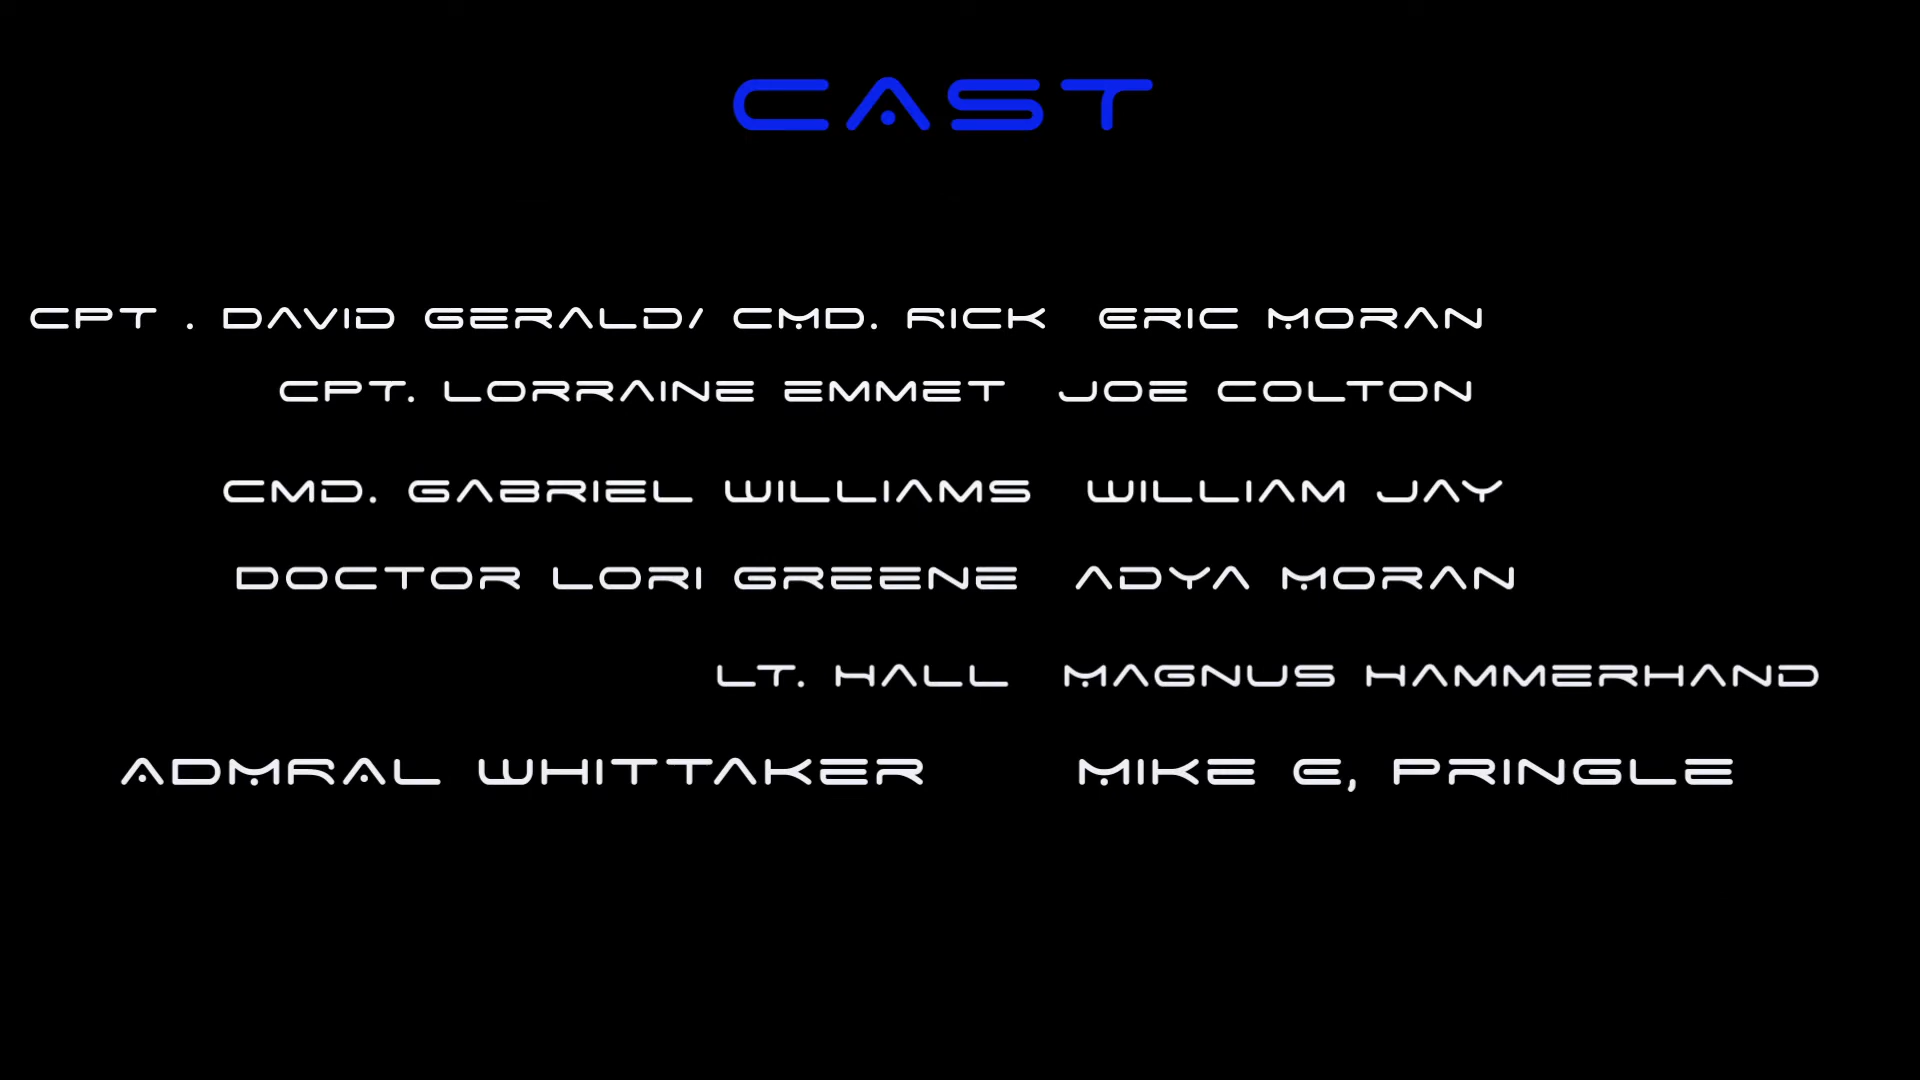 CAST
CPT . DAVID GERALD/ CMD. RICK ERIC MORAN
CPT. LORRAINE EMMET JOE COLTON
CMD. GABRIEL WILLIAMS WILLIAM JAY
DOCTOR LORI GREENE ADYA MORAN
LT. HALL MAGNUS HAMMERHAND
ADMRAL WHITTAKER MIKE E, PRINGLE